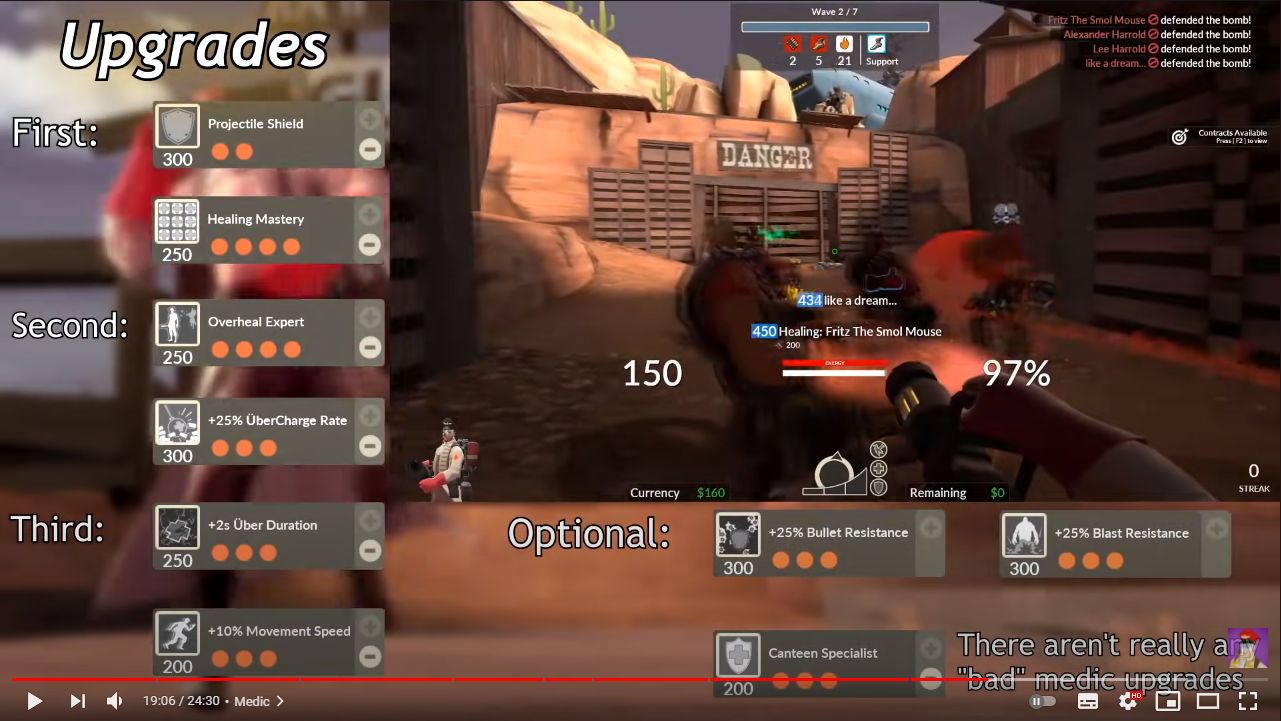 Upgrades
First:
Projectile Shield
300
Healing Mastery
250
Second:
Overheal Expert
250
+25% ÜberCharge Rate
300
Third:
+2s Über Duration
250
+10% Movement Speed
200
Wave 2 / 7
2 5 21 Support
Fritz The Smol Mouse defended the bomb!
Alexander Harrold defended the bomb!
Lee Harrold defended the bomb!
like a dream... defended the bomb!
Contracts Available
Press [ F2 ] to view
DANGER
434 like a dream...
450 Healing: Fritz The Smol Mouse
200
150
ENERGY
97%
0
STREAK
Currency $160
Remaining $0
Optional:
+25% Bullet Resistance
300
+25% Blast Resistance
300
Canteen Specialist
200
There aren't really
"bad" medic upgrades
19:06 / 24:30 • Medic
HD